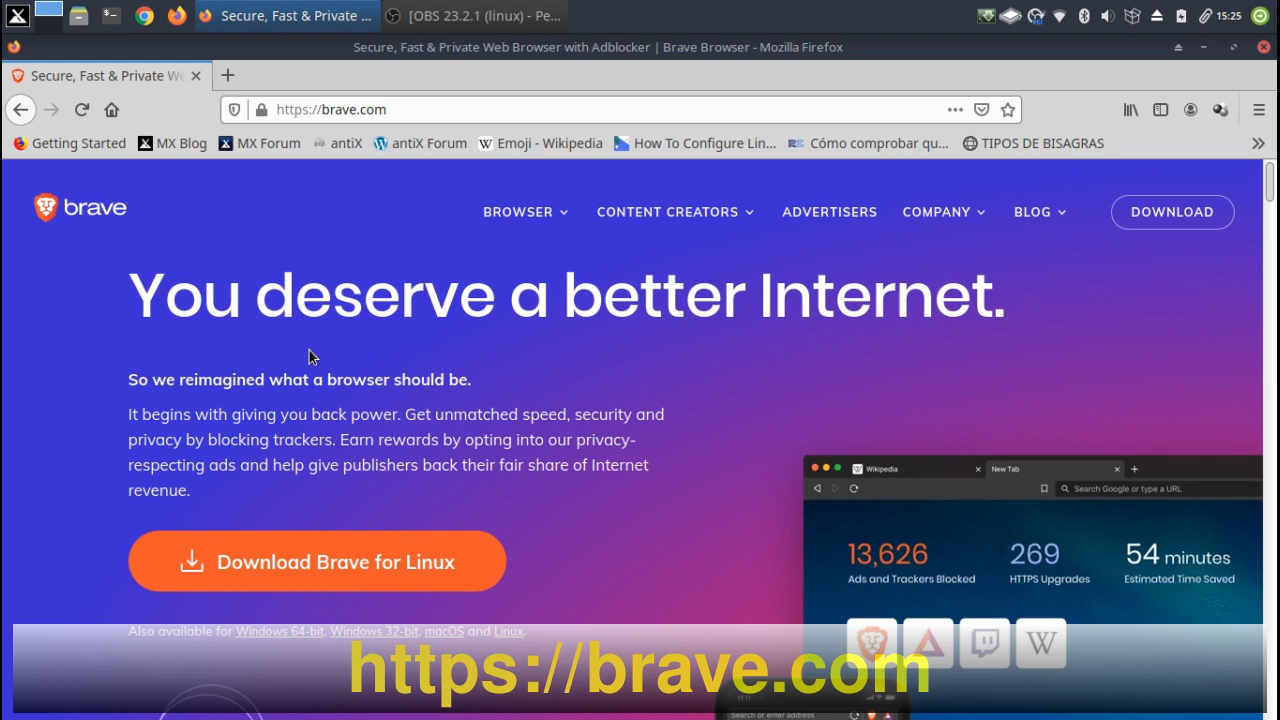 Secure, Fast & Private ...
[OBS 23.2.1 (linux) - Pe...
15:25
Secure, Fast & Private Web Browser with Adblocker | Brave Browser - Mozilla Firefox
Secure, Fast & Private We
https://brave.com
Getting Started
MX Blog
MX Forum
antiX
antiX Forum
W Emoji - Wikipedia
How To Configure Lin...
Cómo comprobar qu...
TIPOS DE BISAGRAS
brave
BROWSER
CONTENT CREATORS
ADVERTISERS
COMPANY
BLOG
DOWNLOAD
You deserve a better Internet.
So we reimagined what a browser should be.
It begins with giving you back power. Get unmatched speed, security and
privacy by blocking trackers. Earn rewards by opting into our privacy-
respecting ads and help give publishers back their fair share of Internet
revenue.
Download Brave for Linux
Also available for Windows 64-bit, Windows 32-bit, macOS and Linux.
W Wikipedia
New Tab
Search Google or type a URL
13,626
Ads and Trackers Blocked
269
HTTPS Upgrades
54 minutes
Estimated Time Saved
W
https://brave.com
Search or enter address